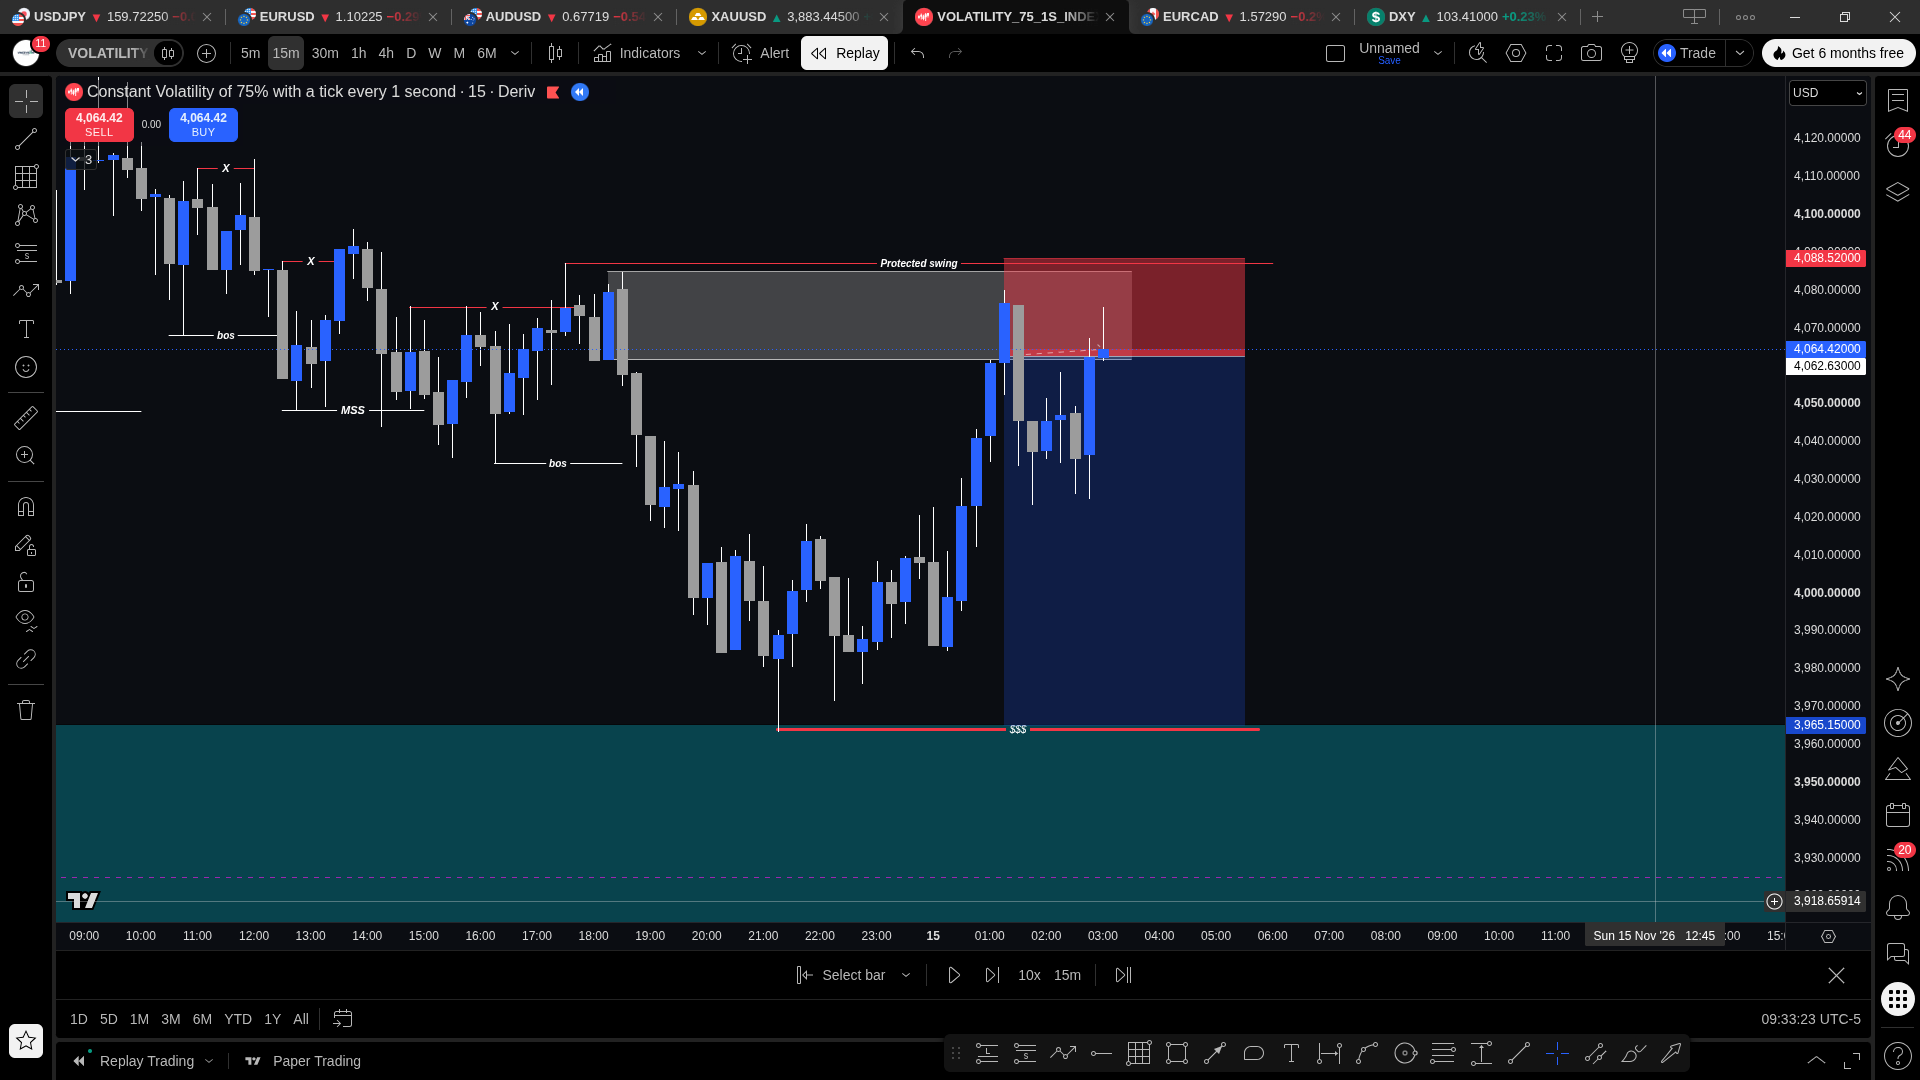 USDJPY 159.72250 EURUSD 1.10225 −0.29 AUDUSD 0.67719 −0.54 XAUUSD 3,883.44500 VOLATILITY_75_1S_INDE EURCAD 1.57290 −0.2 DXY 103.41000 +0.23%
11 VOLATILITY 5m 15m 30m 1h 4h D W M 6M Indicators Alert Replay Unnamed Save Trade Get 6 months free
Constant Volatility of 75% with a tick every 1 second · 15 · Deriv
USD
4,064.42 SELL 0.00 4,064.42 BUY
3
44
4,120.00000
X
4,110.00000
4,100.00000
X
Protected swing
4,088.52000
4,080.00000
X
4,070.00000
bos
4,064.42000
4,062.63000
4,050.00000
MSS
4,040.00000
bos
4,030.00000
4,020.00000
4,010.00000
4,000.00000
3,990.00000
3,980.00000
3,970.00000
$$$
3,965.15000
3,960.00000
3,950.00000
3,940.00000
3,930.00000
20
3,918.65914
09:00 10:00 11:00 12:00 13:00 14:00 15:00 16:00 17:00 18:00 19:00 20:00 21:00 22:00 23:00 15 01:00 02:00 03:00 04:00 05:00 06:00 07:00 08:00 09:00 10:00 11:00 Sun 15 Nov '26 12:45 :00 15:
Select bar 10x 15m
1D 5D 1M 3M 6M YTD 1Y All
09:33:23 UTC-5
Replay Trading Paper Trading